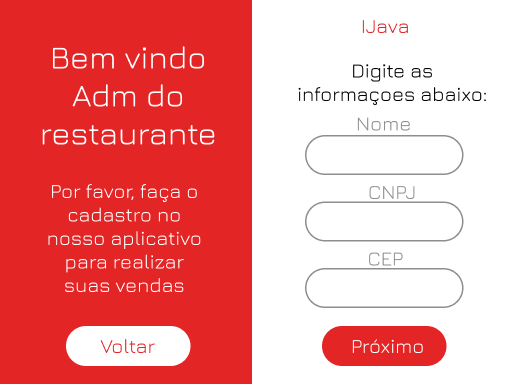 Bem vindo
Adm do
restaurante
Por favor, faça o
cadastro no
nosso aplicativo
para realizar
suas vendas
Voltar
IJava
Digite as
informaçoes abaixo:
Nome
CNPJ
CEP
Próximo